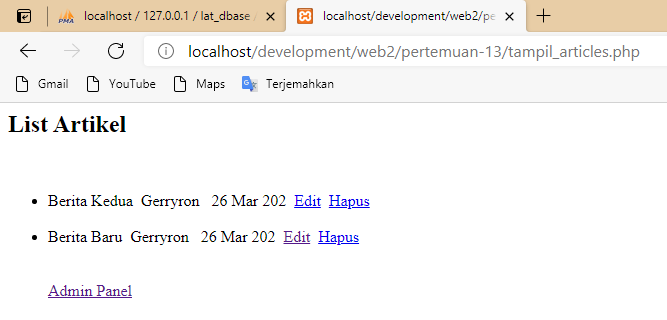 localhost / 127.0.0.1 / lat_dbase
localhost/development/web2/pe
localhost/development/web2/pertemuan-13/tampil_articles.php
Gmail YouTube Maps Terjemahkan
List Artikel
Berita Kedua Gerryron 26 Mar 202 Edit Hapus
Berita Baru Gerryron 26 Mar 202 Edit Hapus
Admin Panel